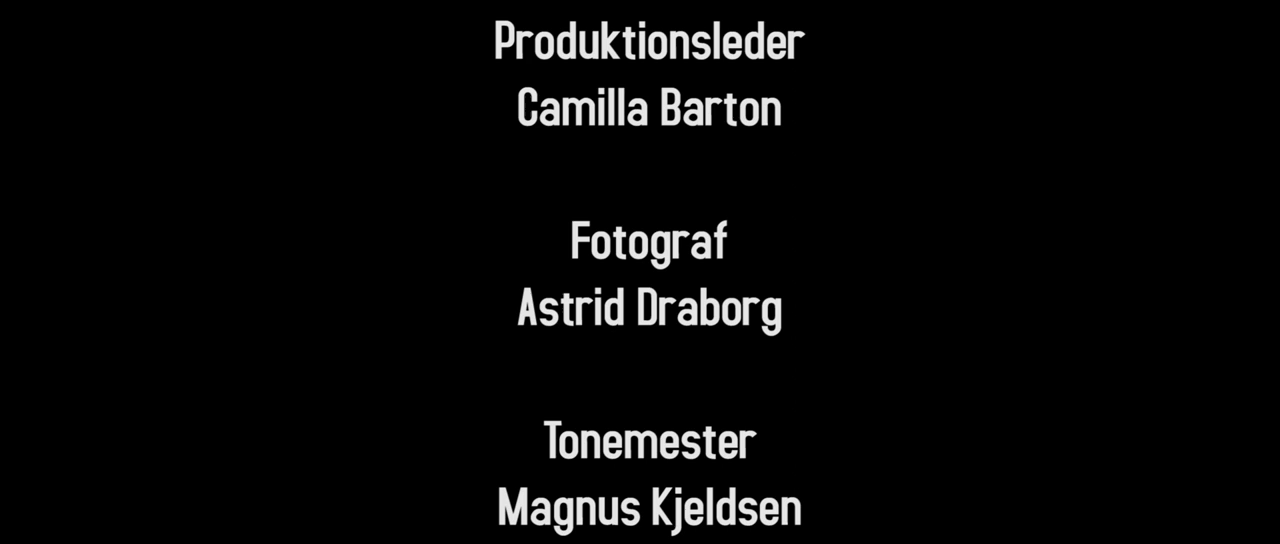 Produktionsleder
Camilla Barton
Fotograf
Astrid Draborg
Tonemester
Magnus Kjeldsen